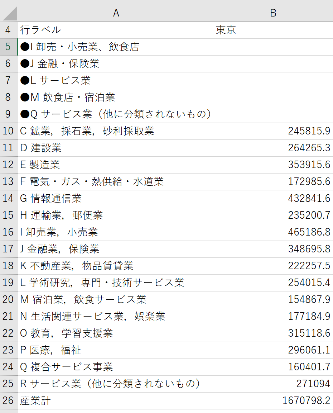 A B
4 行ラベル 東京
5 ●I 卸売・小売業、飲食店
6 ●J 金融・保険業
7 ●L サービス業
8 ●M 飲食店・宿泊業
9 ●Q サービス業（他に分類されないもの）
10 C 鉱業，採石業，砂利採取業 245815.9
11 D 建設業 264265.3
12 E 製造業 353915.6
13 F 電気・ガス・熱供給・水道業 172985.6
14 G 情報通信業 432841.6
15 H 運輸業，郵便業 235200.7
16 I 卸売業，小売業 465186.8
17 J 金融業，保険業 348695.8
18 K 不動産業，物品賃貸業 222257.5
19 L 学術研究，専門・技術サービス業 254015.4
20 M 宿泊業，飲食サービス業 154867.9
21 N 生活関連サービス業，娯楽業 177184.9
22 O 教育，学習支援業 315118.6
23 P 医療，福祉 296061.1
24 Q 複合サービス事業 160401.7
25 R サービス業（他に分類されないもの） 271094
26 産業計 1670798.2